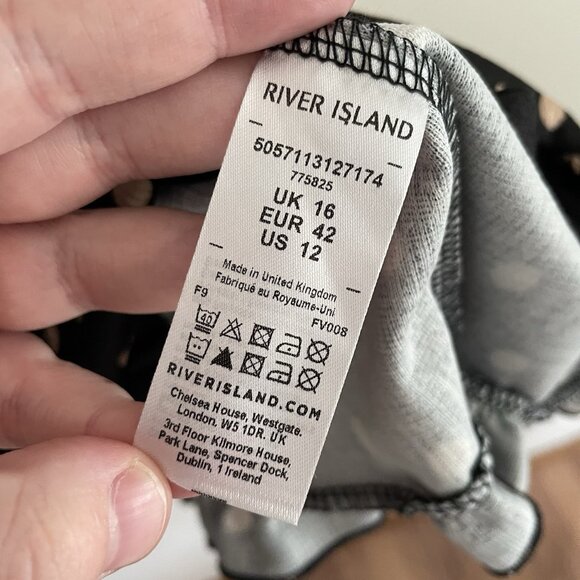 RIVER ISLAND
5057113127174
775825
UK 16
EUR 42
US 12
Made in United Kingdom
Fabriqué au Royaume-Uni
F9
FV008
40
RIVERISLAND.COM
Chelsea House, Westgate,
London, W5 1DR. UK
3rd Floor Kilmore House,
Park Lane, Spencer Dock,
Dublin, 1 Ireland